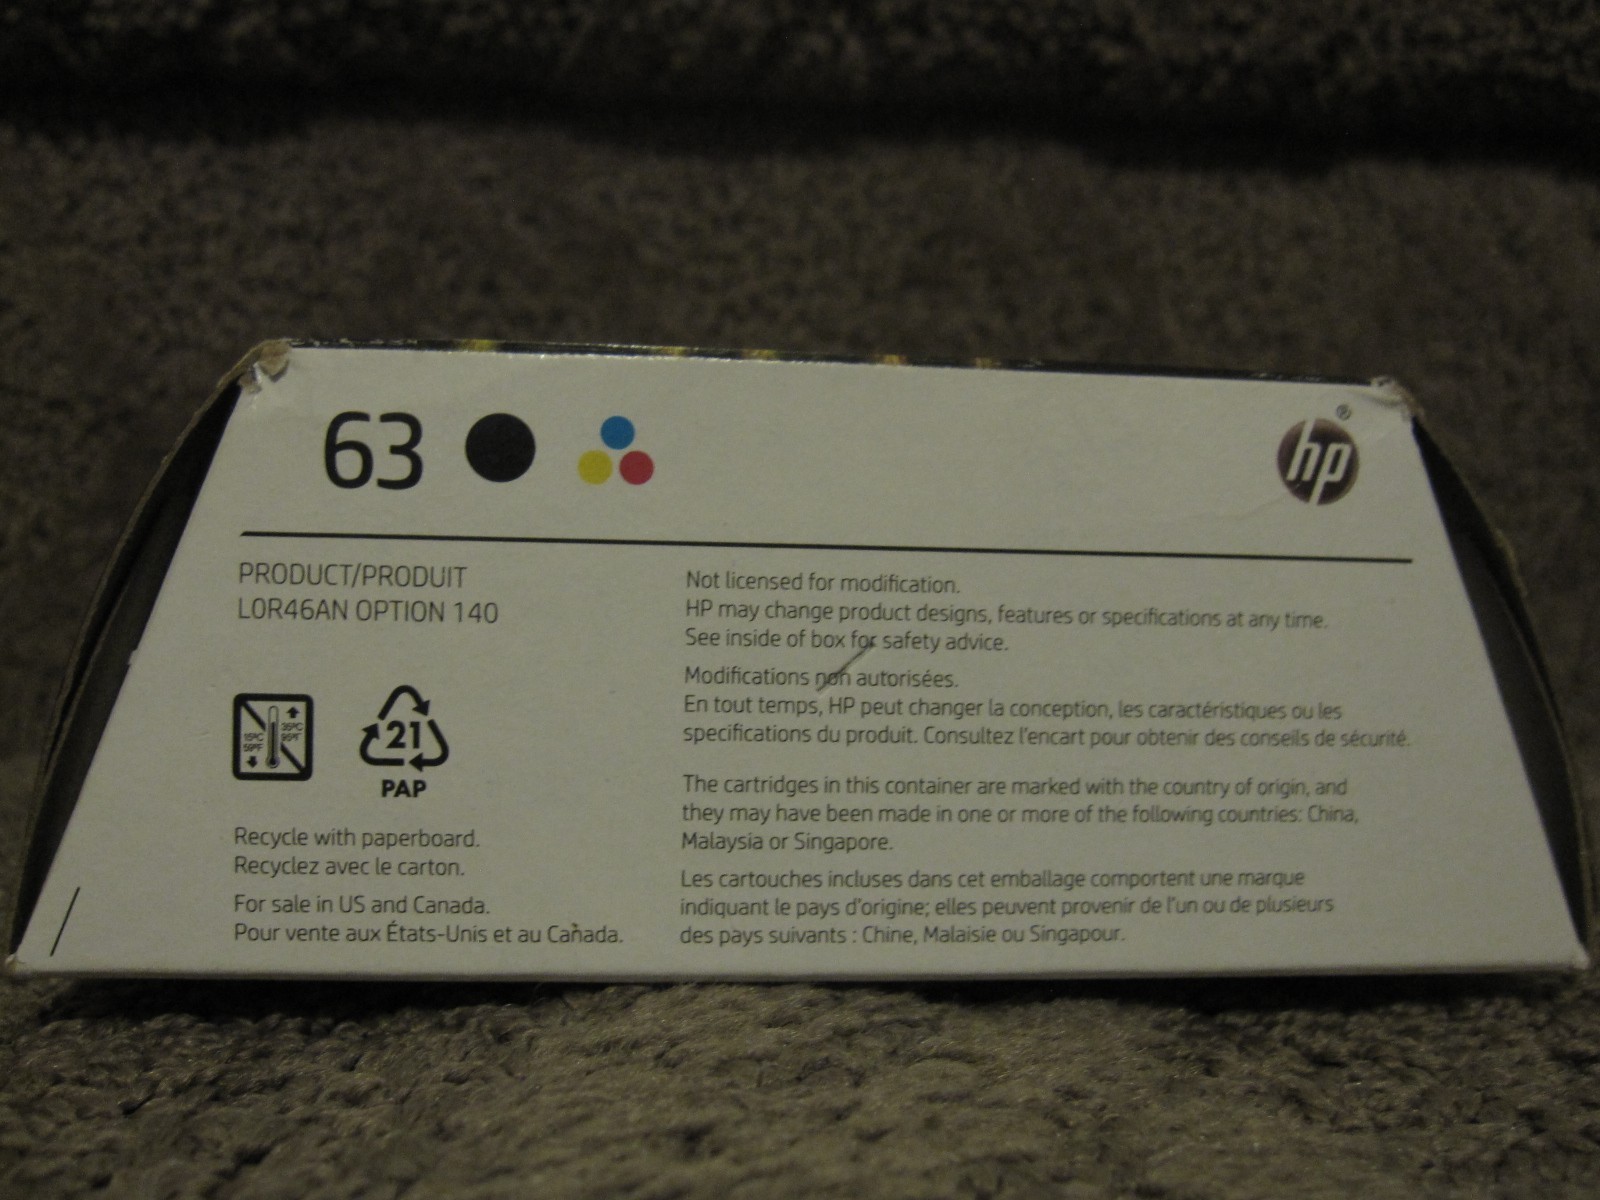 63
hp®
PRODUCT/PRODUIT
L0R46AN OPTION 140
35ºC
95ºF
15ºC
59ºF
21
PAP
Recycle with paperboard.
Recyclez avec le carton.
For sale in US and Canada.
Pour vente aux États-Unis et au Canada.
Not licensed for modification.
HP may change product designs, features or specifications at any time.
See inside of box for safety advice.
Modifications non autorisées.
En tout temps, HP peut changer la conception, les caractéristiques ou les
specifications du produit. Consultez l'encart pour obtenir des conseils de sécurité.
The cartridges in this container are marked with the country of origin, and
they may have been made in one or more of the following countries: China,
Malaysia or Singapore.
Les cartouches incluses dans cet emballage comportent une marque
indiquant le pays d'origine; elles peuvent provenir de l'un ou de plusieurs
des pays suivants : Chine, Malaisie ou Singapour.